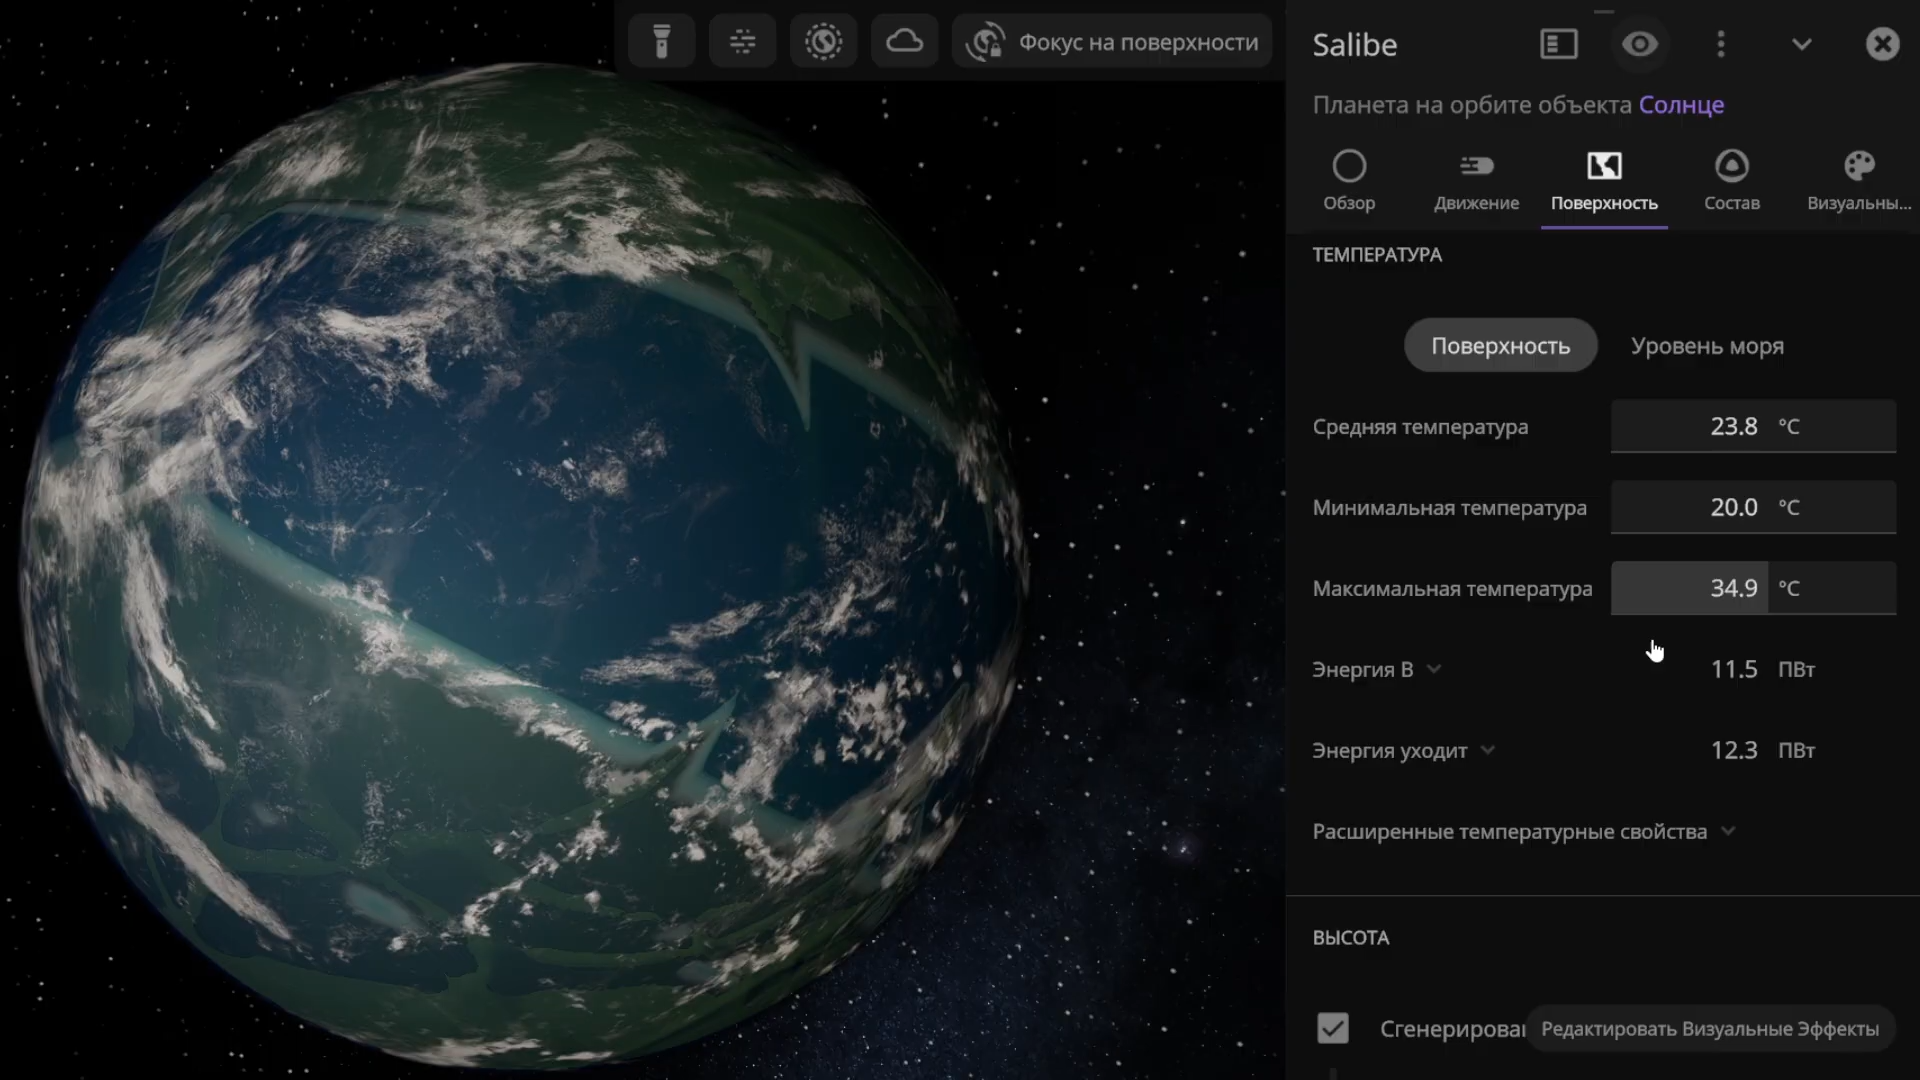 Фокус на поверхности
Salibe
Планета на орбите объекта Солнце
Обзор
Движение
Поверхность
Состав
Визуальны...
ТЕМПЕРАТУРА
Поверхность
Уровень моря
Средняя температура 23.8 °C
Минимальная температура 20.0 °C
Максимальная температура 34.9 °C
Энергия В 11.5 ПВт
Энергия уходит 12.3 ПВт
Расширенные температурные свойства
ВЫСОТА
Сгенерирова
Редактировать Визуальные Эффекты